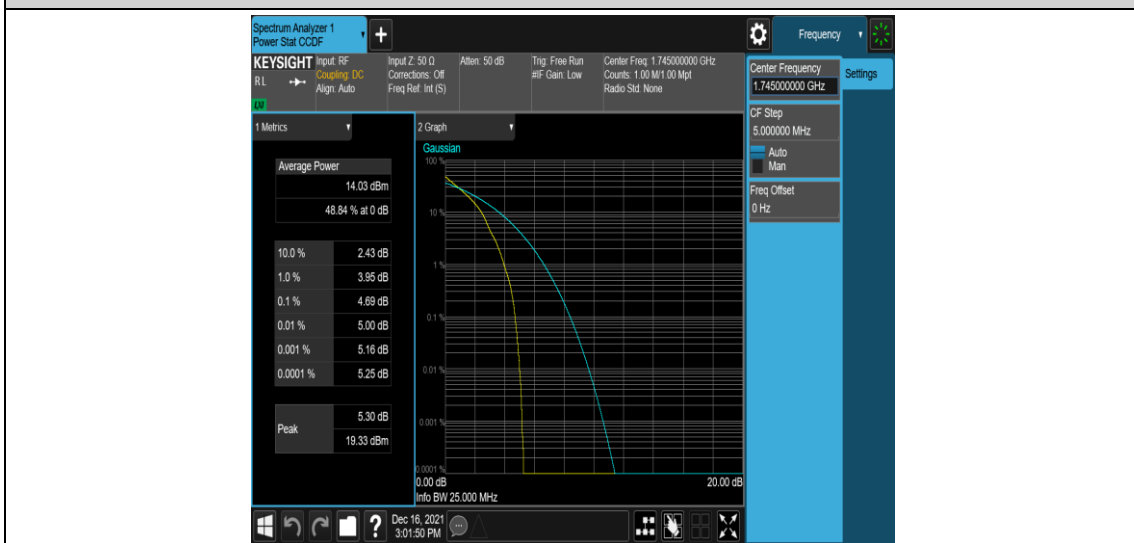 Spectrum Analyzer 1
Power Stat CCDF
+
Frequency
KEYSIGHT
RL
LXI
Input: RF
Coupling: DC
Align: Auto
Input Z: 50 Ω
Corrections: Off
Freq Ref: Int (S)
Atten: 50 dB
Trig: Free Run
#IF Gain: Low
Center Freq: 1.745000000 GHz
Counts: 1.00 M/1.00 Mpt
Radio Std: None
Center Frequency
1.745000000 GHz
Settings
CF Step
5.000000 MHz
Auto
Man
Freq Offset
0 Hz
1 Metrics
Average Power
14.03 dBm
48.84 % at 0 dB
10.0 % 2.43 dB
1.0 % 3.95 dB
0.1 % 4.69 dB
0.01 % 5.00 dB
0.001 % 5.16 dB
0.0001 % 5.25 dB
Peak
5.30 dB
19.33 dBm
2 Graph
Gaussian
100 %
10 %
1 %
0.1 %
0.01 %
0.001 %
0.0001 %
0.00 dB 20.00 dB
Info BW 25.000 MHz
?
Dec 16, 2021
3:01:50 PM